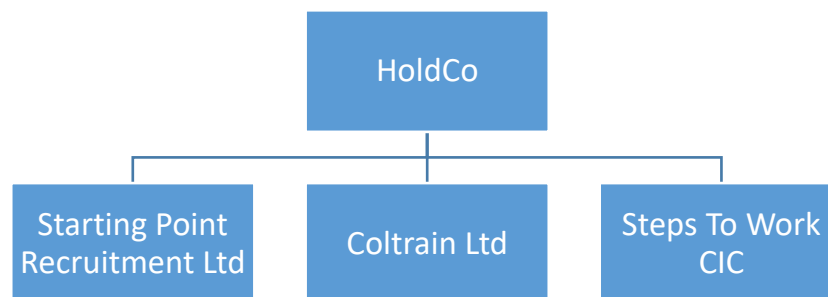 HoldCo
Starting Point
Recruitment Ltd
Coltrain Ltd
Steps To Work
CIC